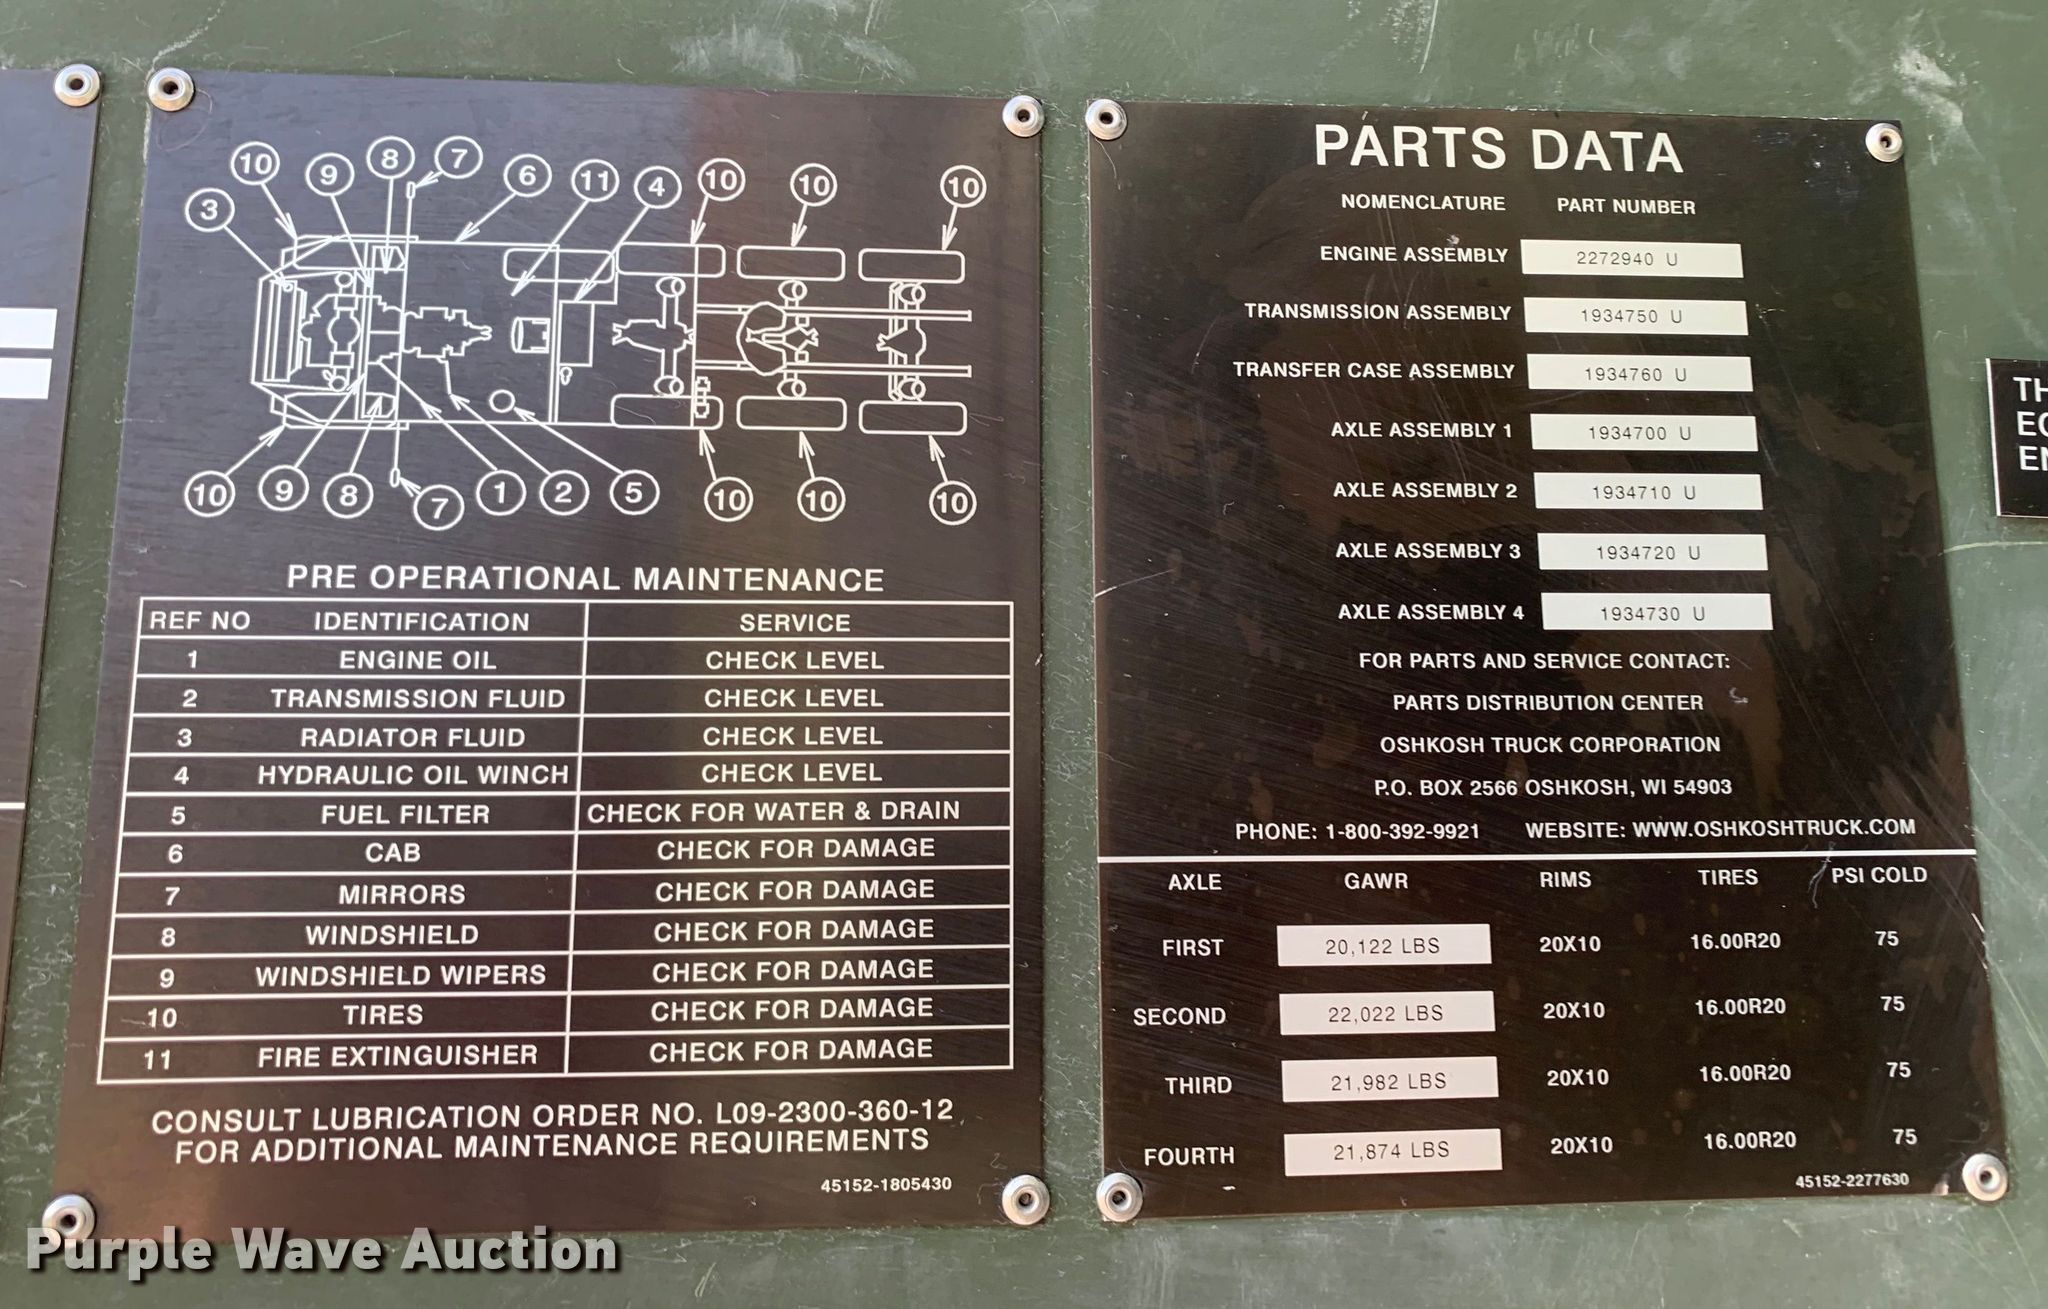 10 9 8 7 6 11 4 10 10 10
3
10 9 8 7 1 2 5 10 10 10
PRE OPERATIONAL MAINTENANCE
REF NO IDENTIFICATION SERVICE
1 ENGINE OIL CHECK LEVEL
2 TRANSMISSION FLUID CHECK LEVEL
3 RADIATOR FLUID CHECK LEVEL
4 HYDRAULIC OIL WINCH CHECK LEVEL
5 FUEL FILTER CHECK FOR WATER & DRAIN
6 CAB CHECK FOR DAMAGE
7 MIRRORS CHECK FOR DAMAGE
8 WINDSHIELD CHECK FOR DAMAGE
9 WINDSHIELD WIPERS CHECK FOR DAMAGE
10 TIRES CHECK FOR DAMAGE
11 FIRE EXTINGUISHER CHECK FOR DAMAGE
CONSULT LUBRICATION ORDER NO. L09-2300-360-12
FOR ADDITIONAL MAINTENANCE REQUIREMENTS
45152-1805430
PARTS DATA
NOMENCLATURE PART NUMBER
ENGINE ASSEMBLY 2272940 U
TRANSMISSION ASSEMBLY 1934750 U
TRANSFER CASE ASSEMBLY 1934760 U
AXLE ASSEMBLY 1 1934700 U
AXLE ASSEMBLY 2 1934710 U
AXLE ASSEMBLY 3 1934720 U
AXLE ASSEMBLY 4 1934730 U
FOR PARTS AND SERVICE CONTACT:
PARTS DISTRIBUTION CENTER
OSHKOSH TRUCK CORPORATION
P.O. BOX 2566 OSHKOSH, WI 54903
PHONE: 1-800-392-9921 WEBSITE: WWW.OSHKOSHTRUCK.COM
AXLE GAWR RIMS TIRES PSI COLD
FIRST 20,122 LBS 20X10 16.00R20 75
SECOND 22,022 LBS 20X10 16.00R20 75
THIRD 21,982 LBS 20X10 16.00R20 75
FOURTH 21,874 LBS 20X10 16.00R20 75
45152-2277630
Purple Wave Auction